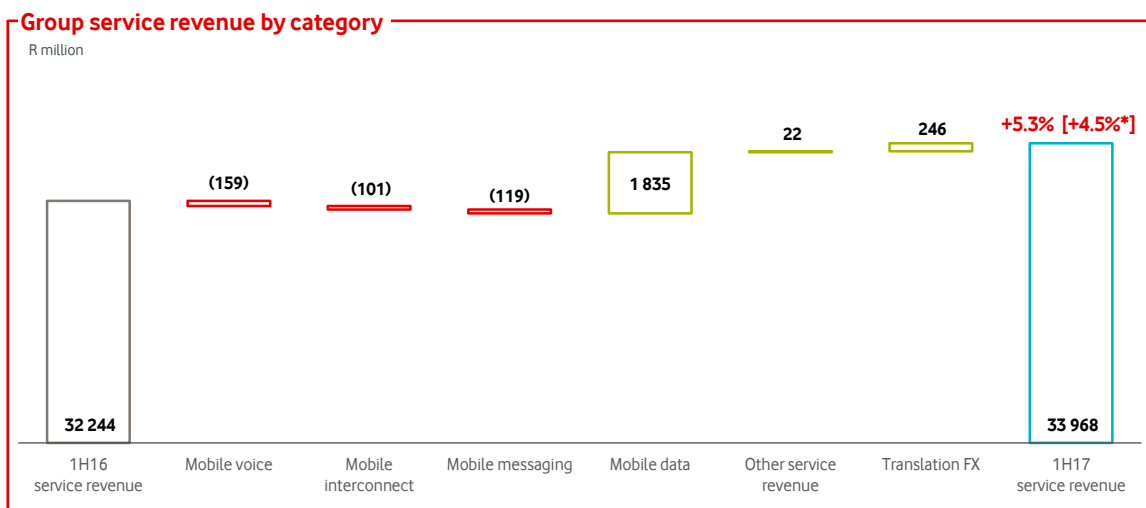 Group service revenue by category
R million
+5.3% [+4.5%*]
(159)
(101)
(119)
1 835
22
246
32 244
33 968
1H16
service revenue
Mobile voice
Mobile
interconnect
Mobile messaging
Mobile data
Other service
revenue
Translation FX
1H17
service revenue